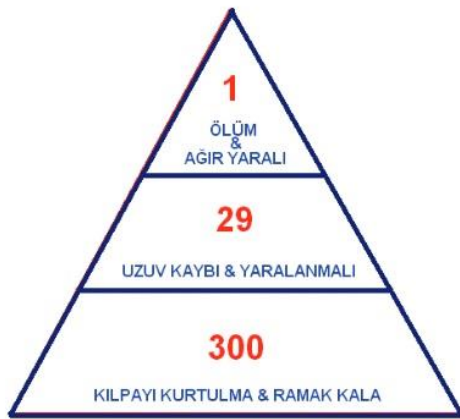 1
ÖLÜM
&
AĞIR YARALI
29
UZUV KAYBI & YARALANMALI
300
KILPAYI KURTULMA & RAMAK KALA